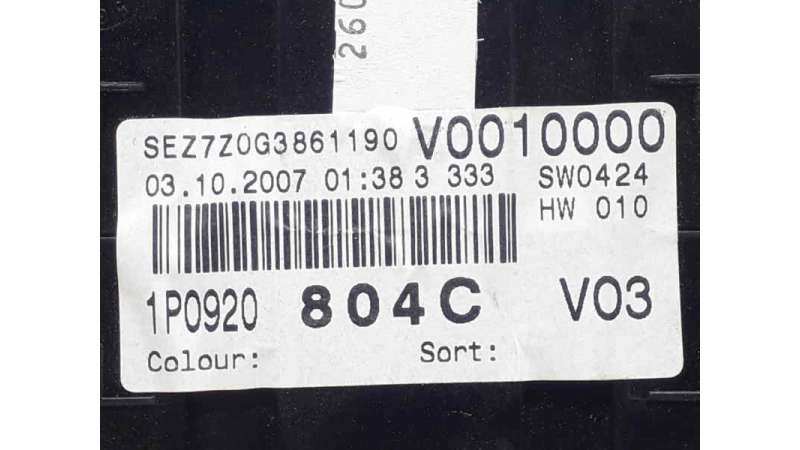 260
SEZ7Z0G3861190 V0010000
03.10.2007 01:38 3 333 SW0424
HW 010
1P0920 804C V03
Colour: Sort: